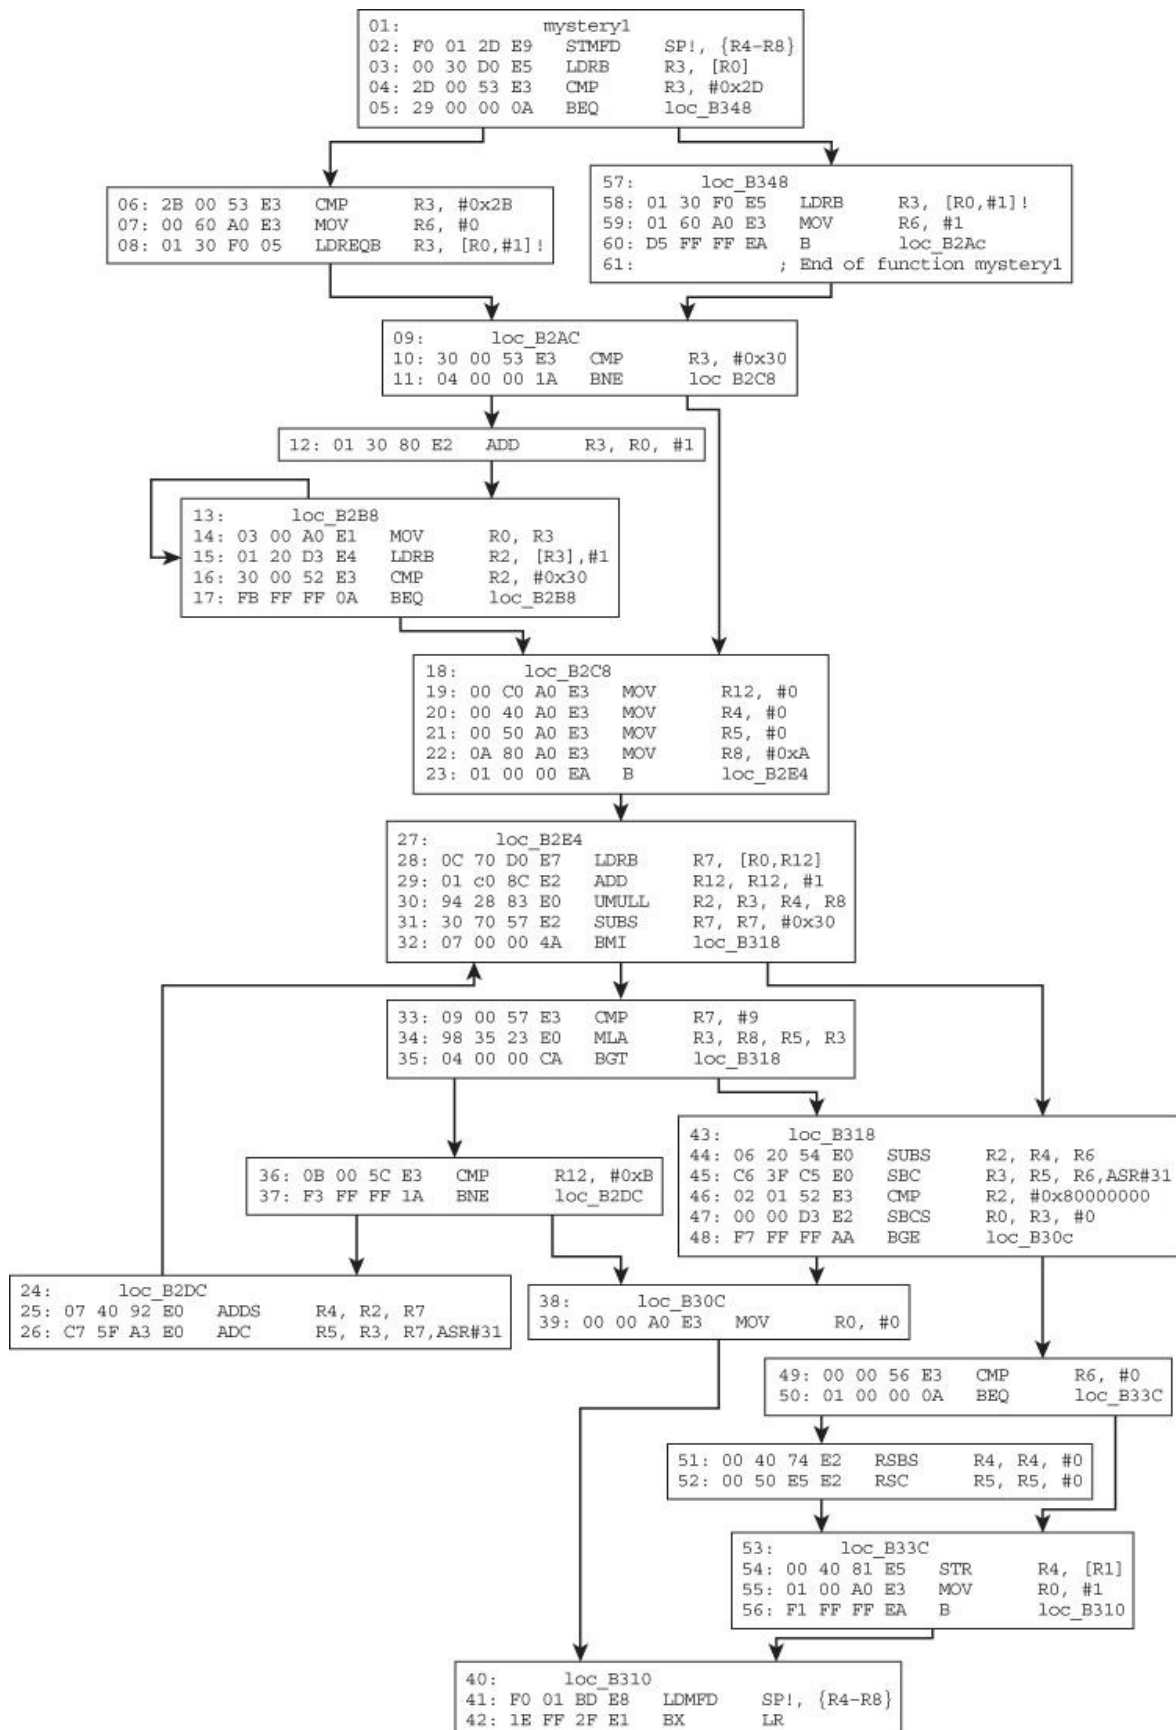 01: mystery1
02: F0 01 2D E9 STMFD SP!, {R4-R8}
03: 00 30 D0 E5 LDRB R3, [R0]
04: 2D 00 53 E3 CMP R3, #0x2D
05: 29 00 00 0A BEQ loc_B348
06: 2B 00 53 E3 CMP R3, #0x2B
07: 00 60 A0 E3 MOV R6, #0
08: 01 30 F0 05 LDREQB R3, [R0,#1]!
57: loc_B348
58: 01 30 F0 E5 LDRB R3, [R0,#1]!
59: 01 60 A0 E3 MOV R6, #1
60: D5 FF FF EA B loc_B2Ac
61: ; End of function mystery1
09: loc_B2AC
10: 30 00 53 E3 CMP R3, #0x30
11: 04 00 00 1A BNE loc B2C8
12: 01 30 80 E2 ADD R3, R0, #1
13: loc_B2B8
14: 03 00 A0 E1 MOV R0, R3
15: 01 20 D3 E4 LDRB R2, [R3],#1
16: 30 00 52 E3 CMP R2, #0x30
17: FB FF FF 0A BEQ loc_B2B8
18: loc_B2C8
19: 00 C0 A0 E3 MOV R12, #0
20: 00 40 A0 E3 MOV R4, #0
21: 00 50 A0 E3 MOV R5, #0
22: 0A 80 A0 E3 MOV R8, #0xA
23: 01 00 00 EA B loc_B2E4
27: loc_B2E4
28: 0C 70 D0 E7 LDRB R7, [R0,R12]
29: 01 c0 8C E2 ADD R12, R12, #1
30: 94 28 83 E0 UMULL R2, R3, R4, R8
31: 30 70 57 E2 SUBS R7, R7, #0x30
32: 07 00 00 4A BMI loc_B318
33: 09 00 57 E3 CMP R7, #9
34: 98 35 23 E0 MLA R3, R8, R5, R3
35: 04 00 00 CA BGT loc_B318
36: 0B 00 5C E3 CMP R12, #0xB
37: F3 FF FF 1A BNE loc_B2DC
43: loc_B318
44: 06 20 54 E0 SUBS R2, R4, R6
45: C6 3F C5 E0 SBC R3, R5, R6,ASR#31
46: 02 01 52 E3 CMP R2, #0x80000000
47: 00 00 D3 E2 SBCS R0, R3, #0
48: F7 FF FF AA BGE loc_B30c
24: loc_B2DC
25: 07 40 92 E0 ADDS R4, R2, R7
26: C7 5F A3 E0 ADC R5, R3, R7,ASR#31
38: loc_B30C
39: 00 00 A0 E3 MOV R0, #0
49: 00 00 56 E3 CMP R6, #0
50: 01 00 00 0A BEQ loc_B33C
51: 00 40 74 E2 RSBS R4, R4, #0
52: 00 50 E5 E2 RSC R5, R5, #0
53: loc_B33C
54: 00 40 81 E5 STR R4, [R1]
55: 01 00 A0 E3 MOV R0, #1
56: F1 FF FF EA B loc_B310
40: loc_B310
41: F0 01 BD E8 LDMFD SP!, {R4-R8}
42: 1E FF 2F E1 BX LR